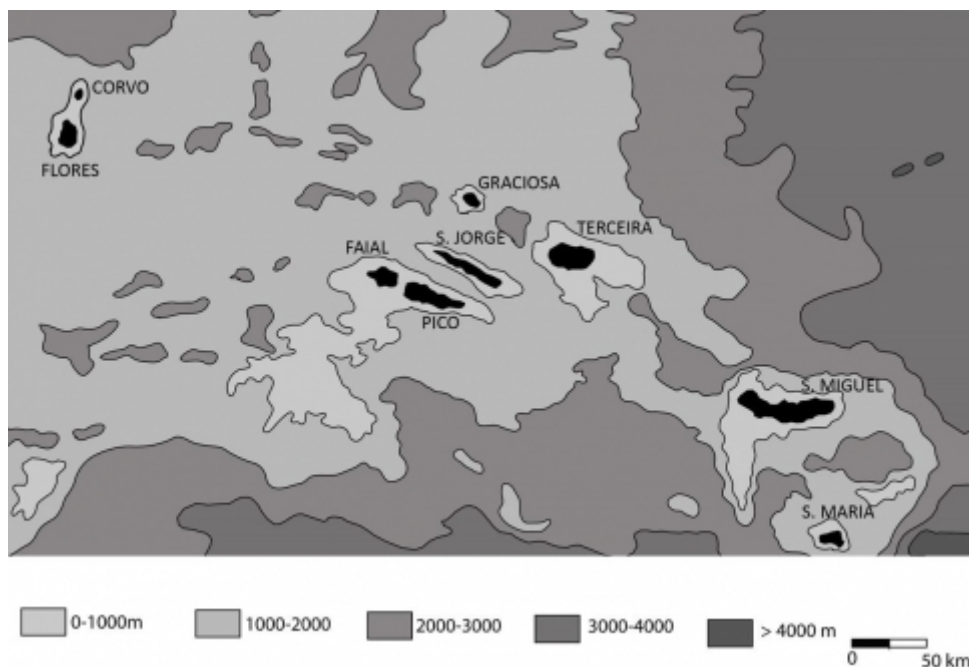 CORVO
FLORES
GRACIOSA
S. JORGE
TERCEIRA
FAIAL
PICO
S. MIGUEL
S. MARIA
0-1000m
1000-2000
2000-3000
3000-4000
> 4000 m
0
50 km